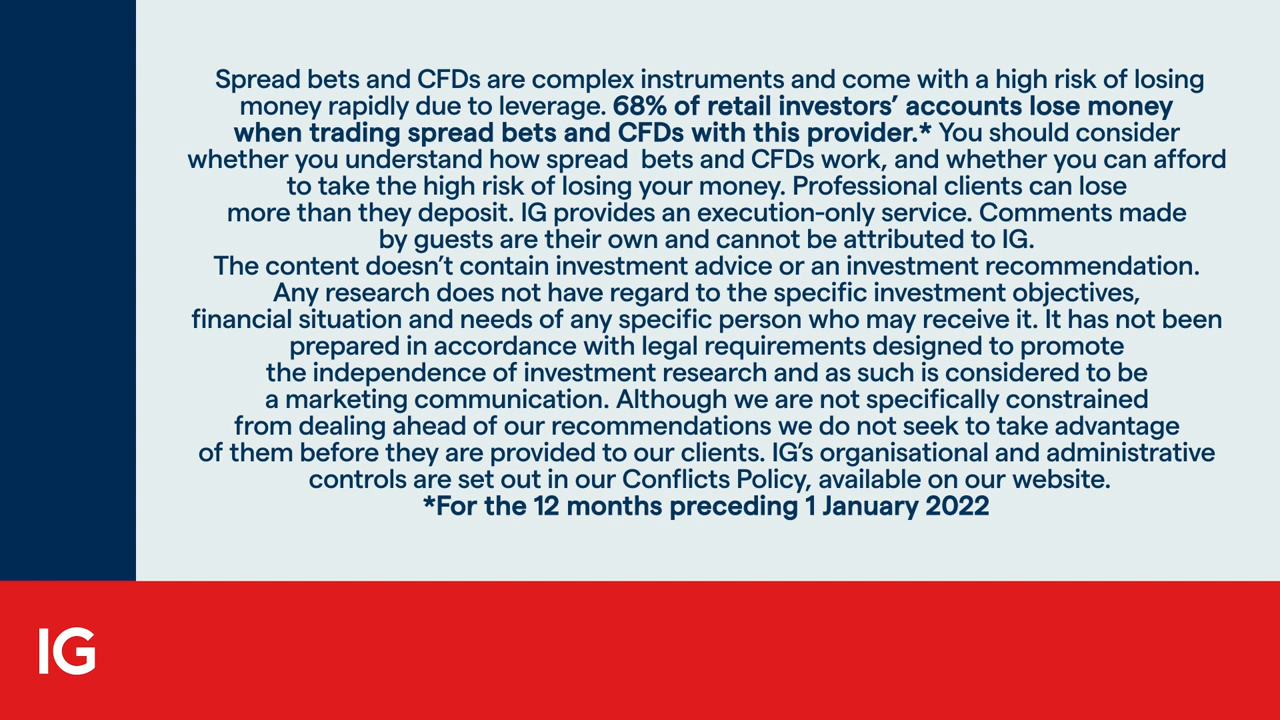 Spread bets and CFDs are complex instruments and come with a high risk of losing
money rapidly due to leverage. 68% of retail investors’ accounts lose money
when trading spread bets and CFDs with this provider.* You should consider
whether you understand how spread  bets and CFDs work, and whether you can afford
to take the high risk of losing your money. Professional clients can lose
more than they deposit. IG provides an execution-only service. Comments made
by guests are their own and cannot be attributed to IG.
The content doesn’t contain investment advice or an investment recommendation.
Any research does not have regard to the specific investment objectives,
financial situation and needs of any specific person who may receive it. It has not been
prepared in accordance with legal requirements designed to promote
the independence of investment research and as such is considered to be
a marketing communication. Although we are not specifically constrained
from dealing ahead of our recommendations we do not seek to take advantage
of them before they are provided to our clients. IG’s organisational and administrative
controls are set out in our Conflicts Policy, available on our website.
*For the 12 months preceding 1 January 2022
IG